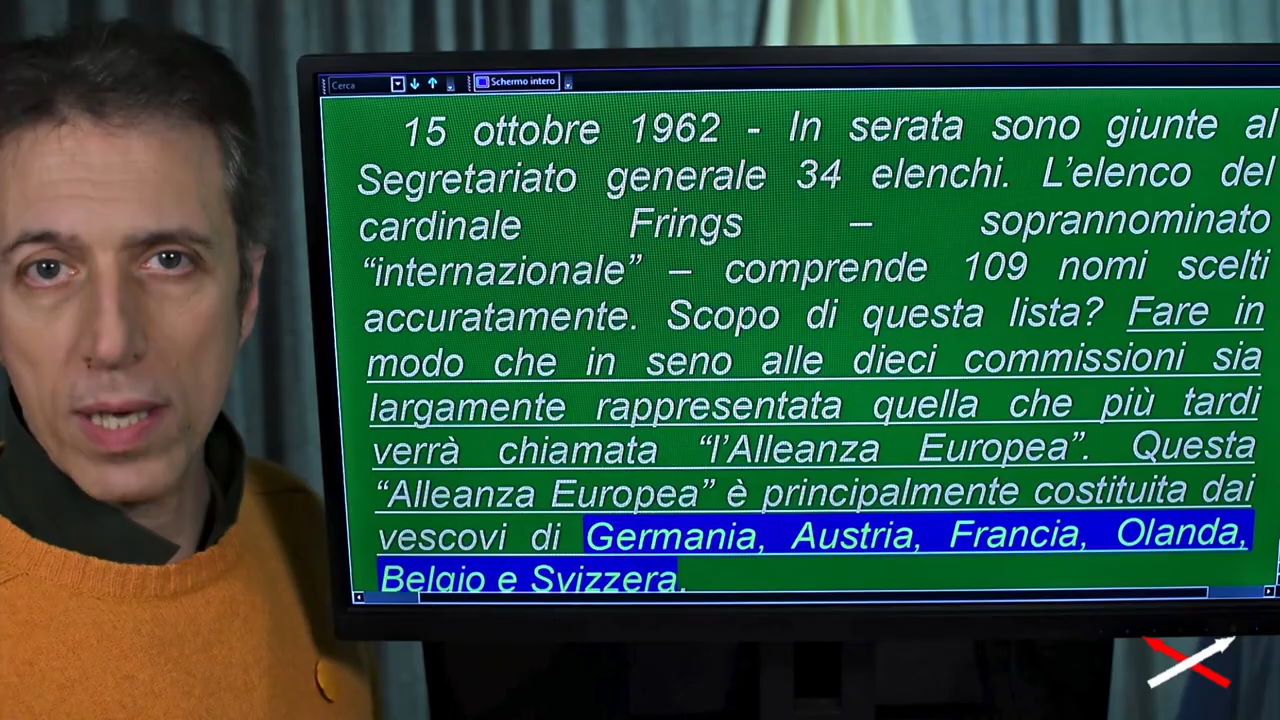 Cerca
Schermo intero
15 ottobre 1962 - In serata sono giunte al
Segretariato generale 34 elenchi. L’elenco del
cardinale Frings – soprannominato
“internazionale” – comprende 109 nomi scelti
accuratamente. Scopo di questa lista? Fare in
modo che in seno alle dieci commissioni sia
largamente rappresentata quella che più tardi
verrà chiamata “l’Alleanza Europea”. Questa
“Alleanza Europea” è principalmente costituita dai
vescovi di Germania, Austria, Francia, Olanda,
Belgio e Svizzera.